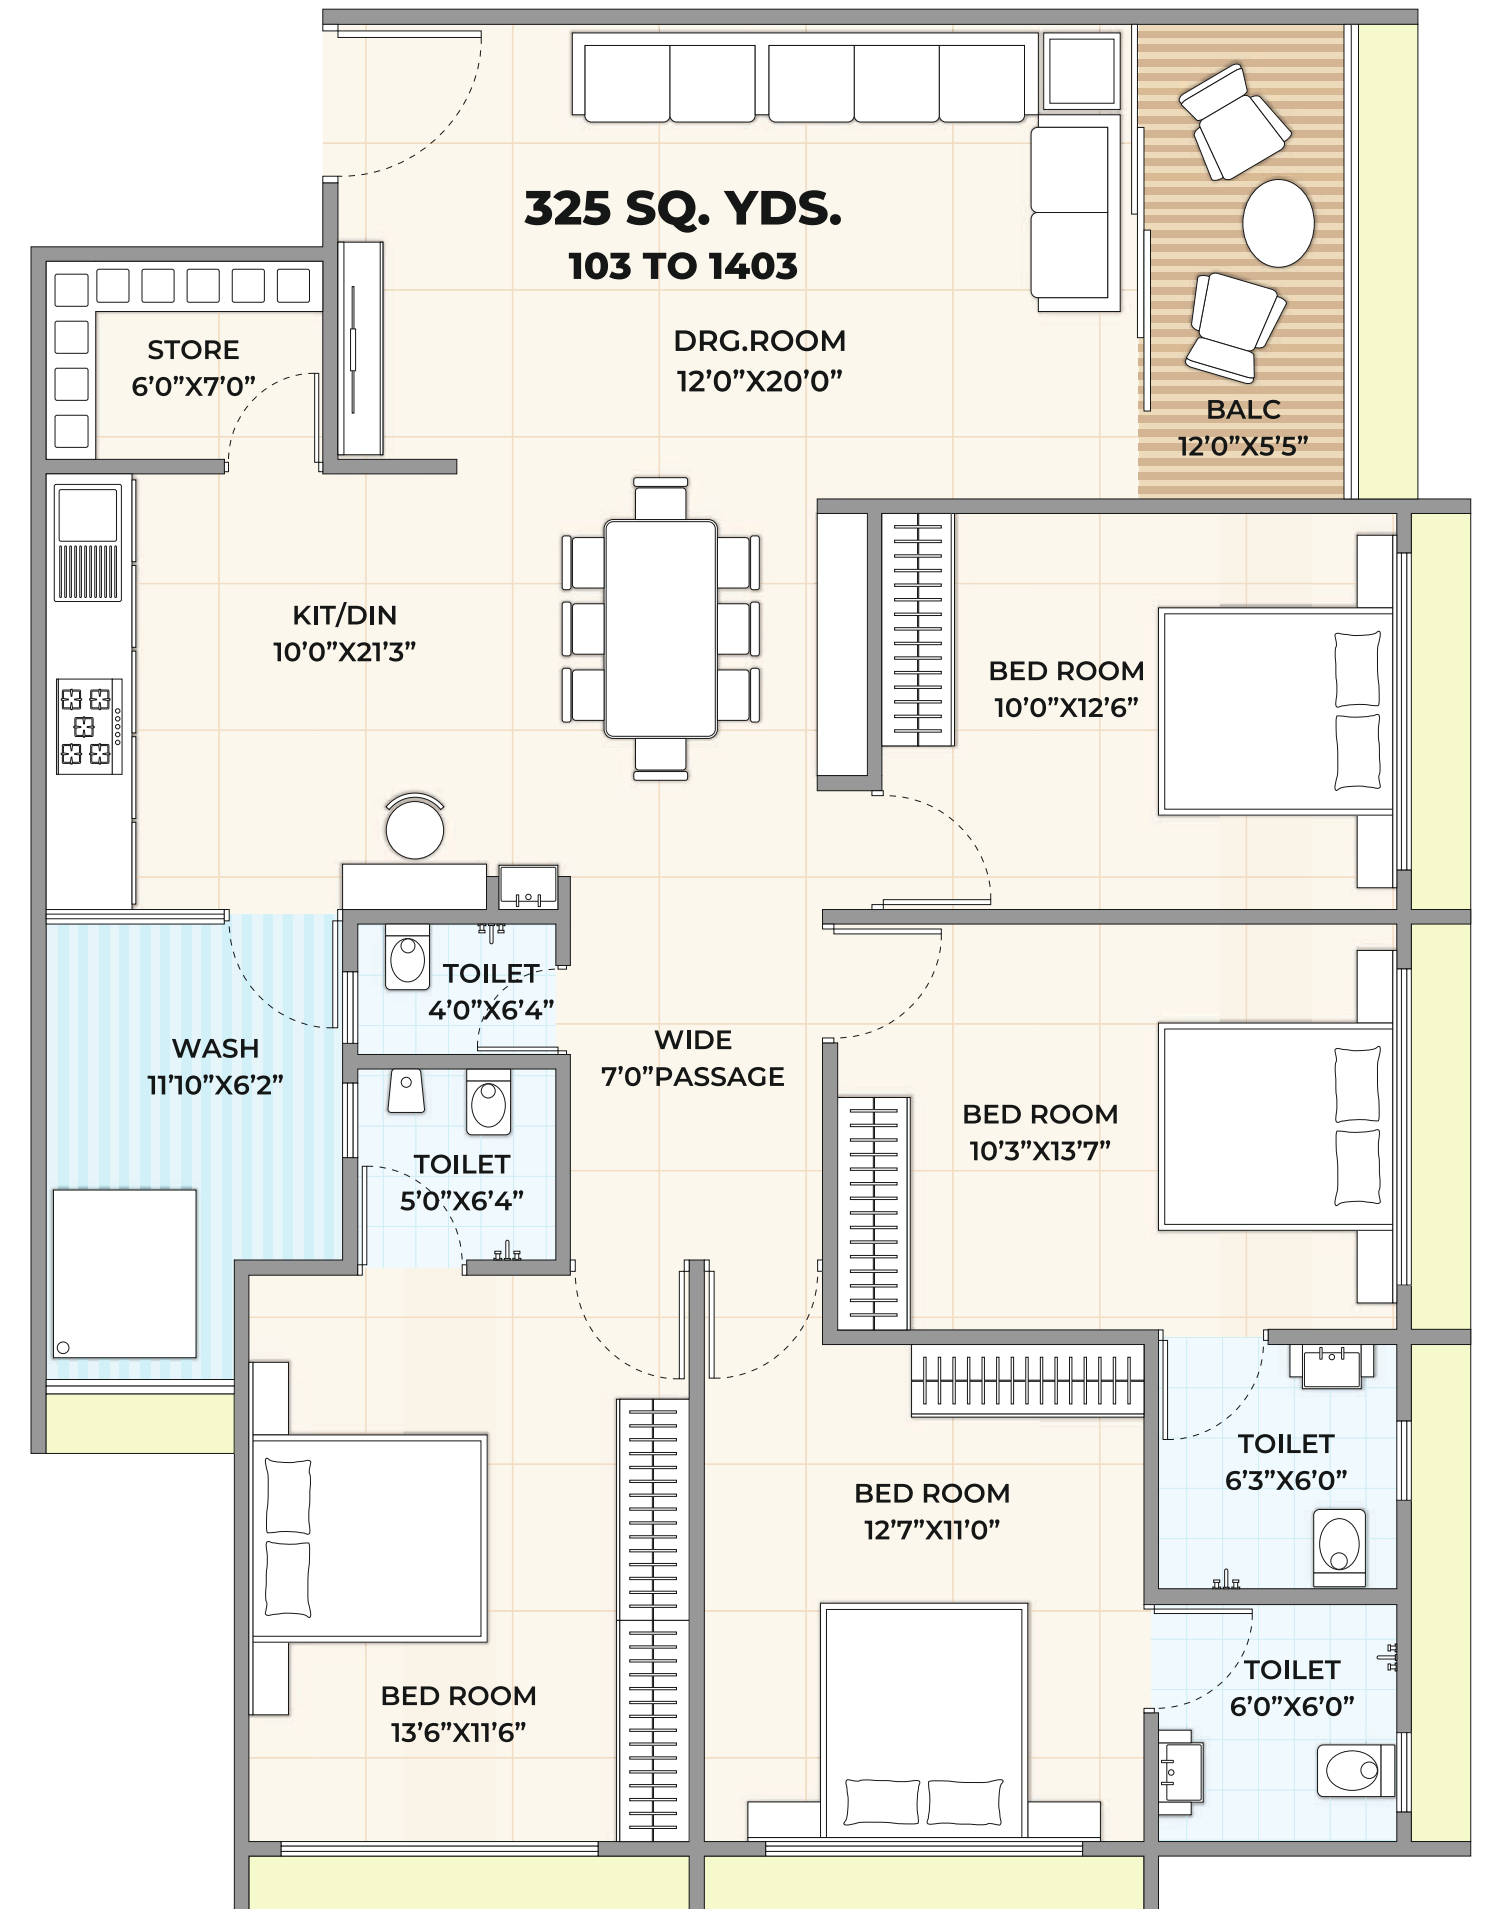 325 SQ. YDS.
103 TO 1403
DRG.ROOM
12’0”X20’0”
STORE
6’0”X7’0”
BALC
12’0”X5’5”
KIT/DIN
10’0”X21’3”
BED ROOM
10’0”X12’6”
TOILET
4’0”X6’4”
WASH
11’10”X6’2”
WIDE
7’0”PASSAGE
BED ROOM
10’3”X13’7”
TOILET
5’0”X6’4”
TOILET
6’3”X6’0”
BED ROOM
12’7”X11’0”
TOILET
6’0”X6’0”
BED ROOM
13’6”X11’6”